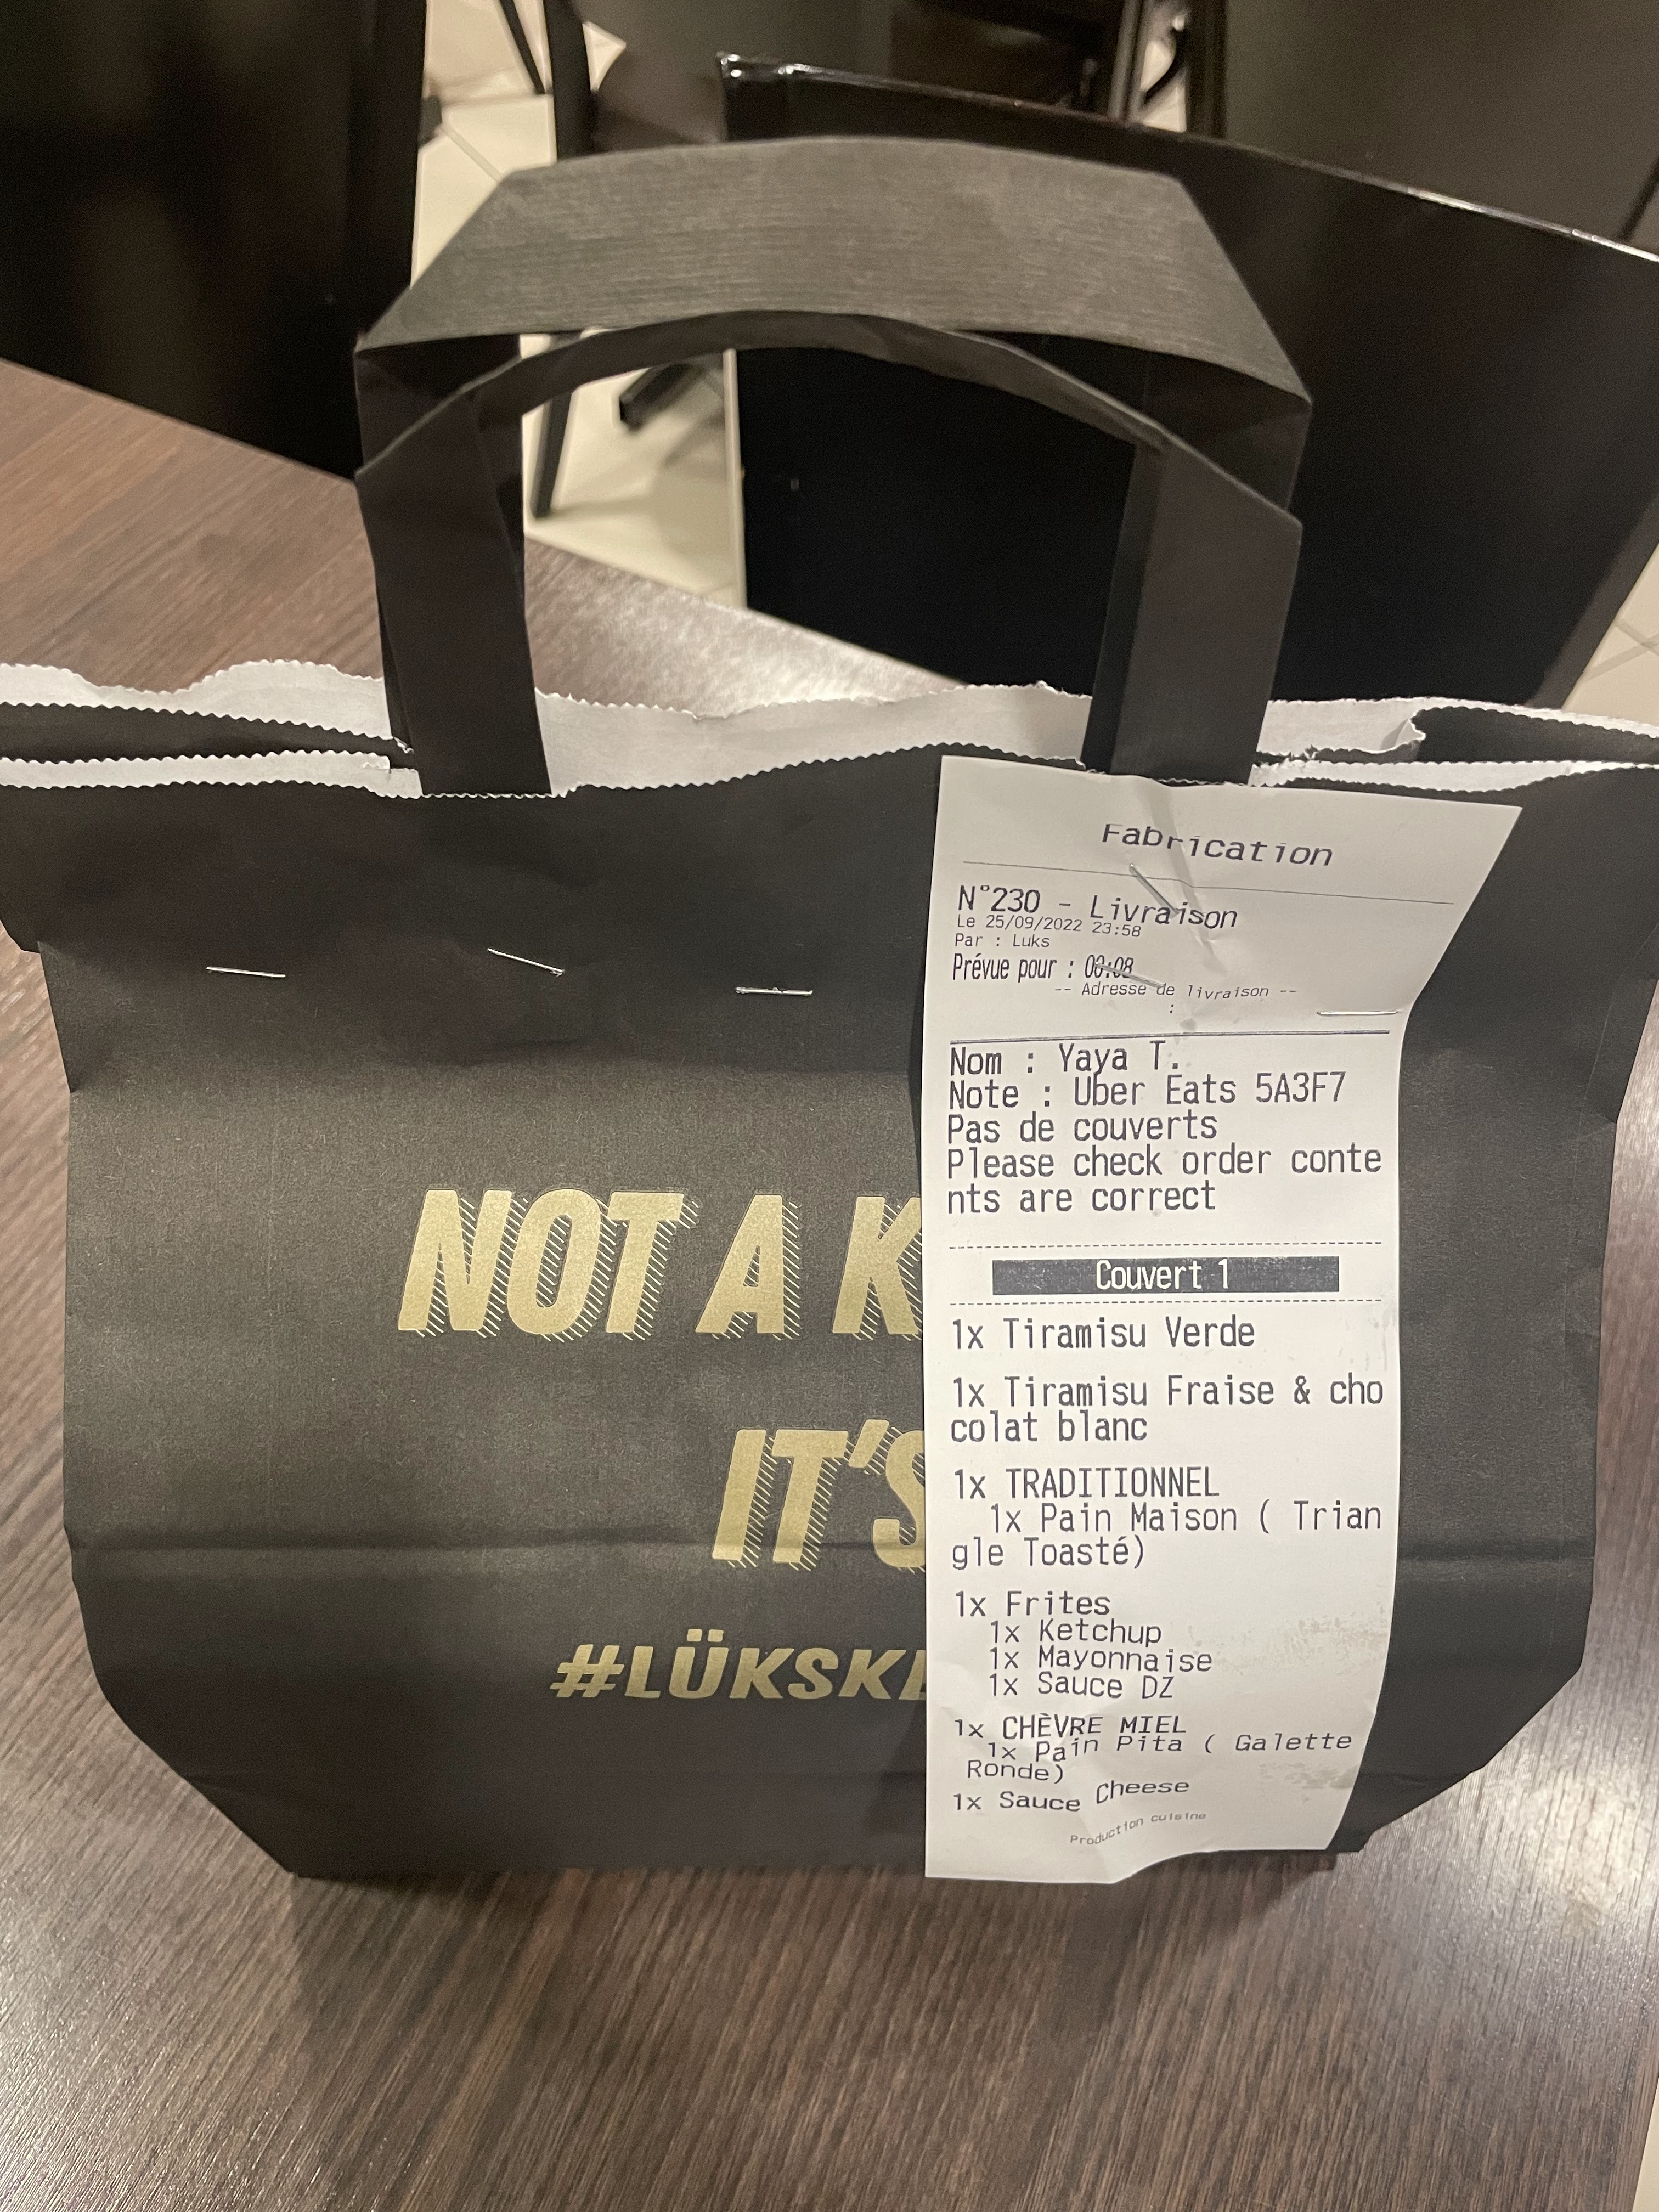 Fabrication
N°230 - Livraison
Le 25/09/2022 23:58
Par : Luks
Prévue pour : 00:08
-- Adresse de livraison --
:
Nom : Yaya T.
Note : Uber Eats 5A3F7
Pas de couverts
Please check order conte
nts are correct
Couvert 1
1x Tiramisu Verde
1x Tiramisu Fraise & cho
colat blanc
1x TRADITIONNEL
1x Pain Maison ( Trian
gle Toasté)
1x Frites
1x Ketchup
1x Mayonnaise
1x Sauce DZ
1x CHÈVRE MIEL
1x Pain Pita ( Galette
Ronde)
1x Sauce Cheese
Production cuisine
NOT A K
IT'S
#LÜKSK